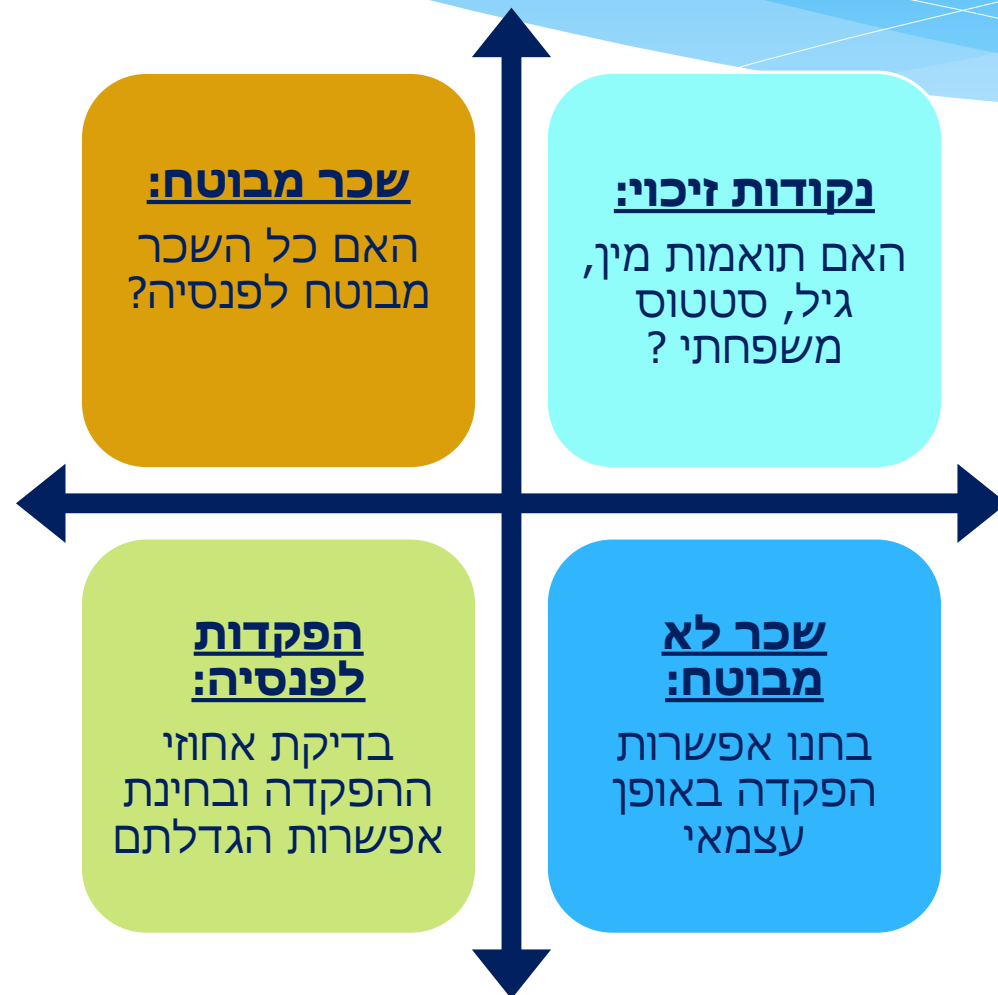 נקודות זיכוי:
האם תואמות מין,
גיל, סטטוס
משפחתי ?
שכר מבוטח:
האם כל השכר
מבוטח לפנסיה?
שכר לא
מבוטח:
בחנו אפשרות
הפקדה באופן
עצמאי
הפקדות
לפנסיה:
בדיקת אחוזי
ההפקדה ובחינת
אפשרות הגדלתם